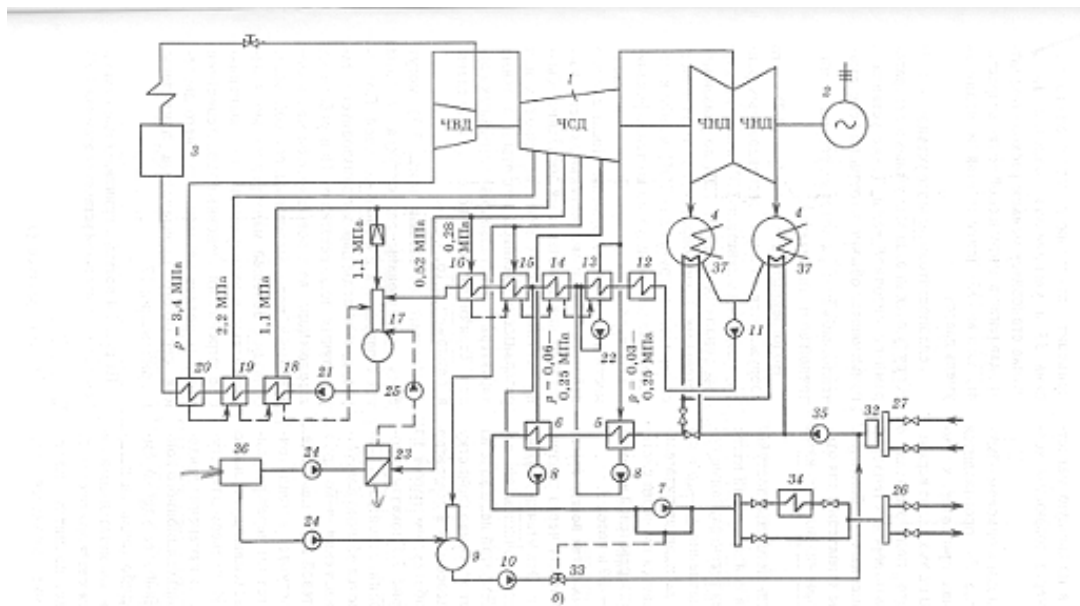 1
ЧВД
ЧСД
ЧНД
ЧНД
2
3
4
4
37
37
1,1 МПа
0,52 МПа
0,28
МПа
16
15
14
13
12
p = 3,4 МПа
2,2 МПа
1,1 МПа
17
11
22
20
19
18
21
25
p = 0,06–
0,25 МПа
p = 0,03–
0,25 МПа
6
5
35
32
27
36
24
23
8
8
7
34
26
24
9
10
33
б)